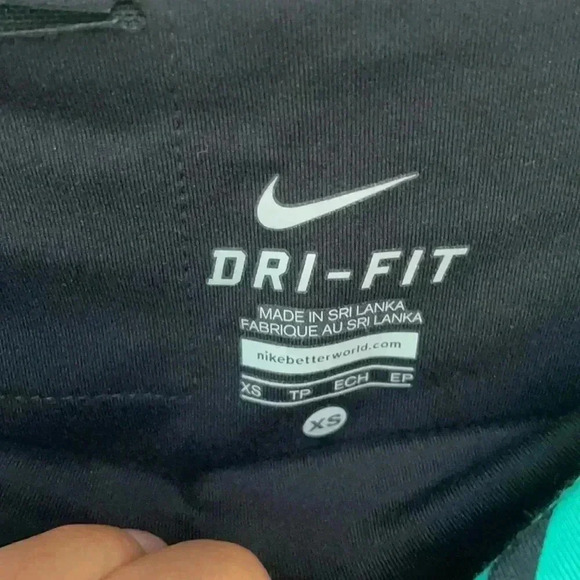 DRI-FIT
MADE IN SRI LANKA
FABRIQUE AU SRI LANKA
nikebetterworld.com
XS TP ECH EP
XS